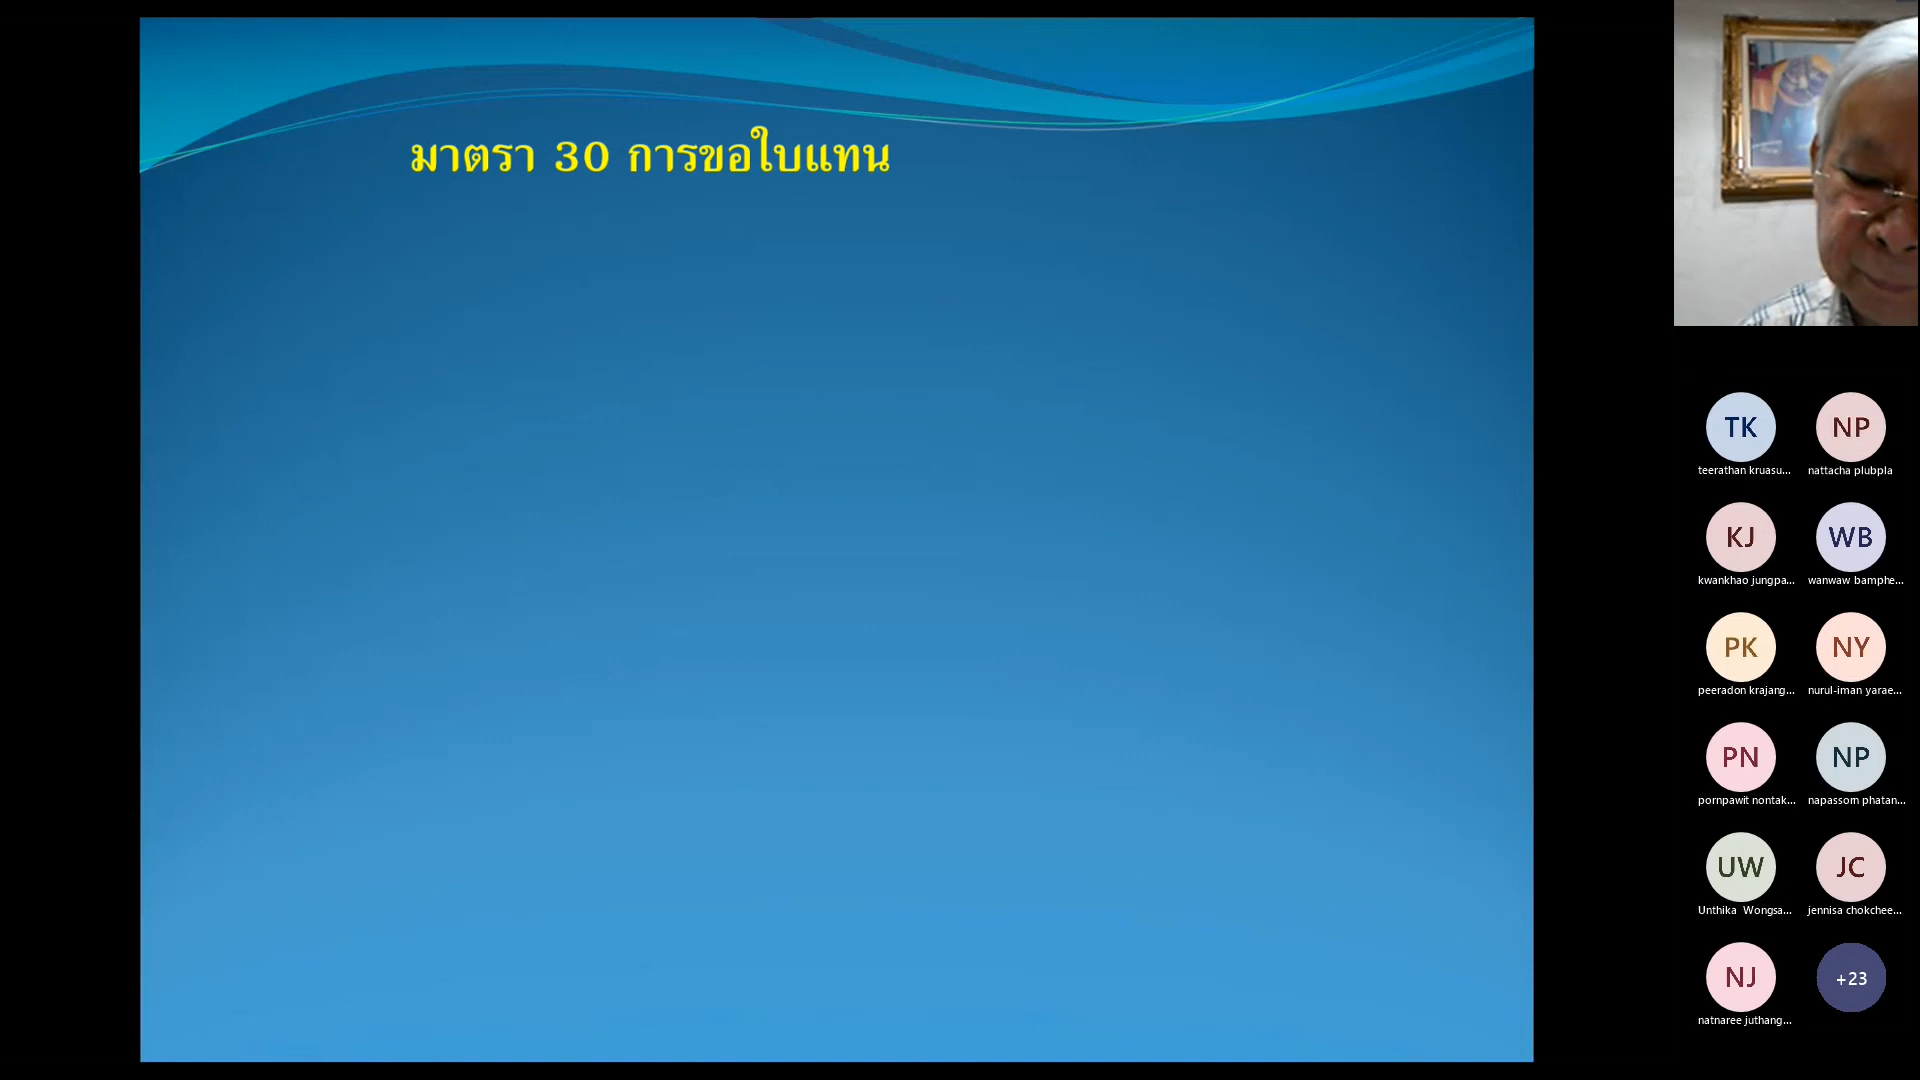 มาตรา 30 การขอใบแทน
TK
NP
teerathan kruasu...
nattacha plubpla
KJ
WB
kwankhao jungpa...
wanwaw bamphe...
PK
NY
peeradon krajang...
nurul-iman yarae...
PN
NP
pornpawit nontak...
napassorn phatan...
UW
JC
Unthika Wongsa...
jennisa chokchee...
NJ
+23
natnaree juthang...